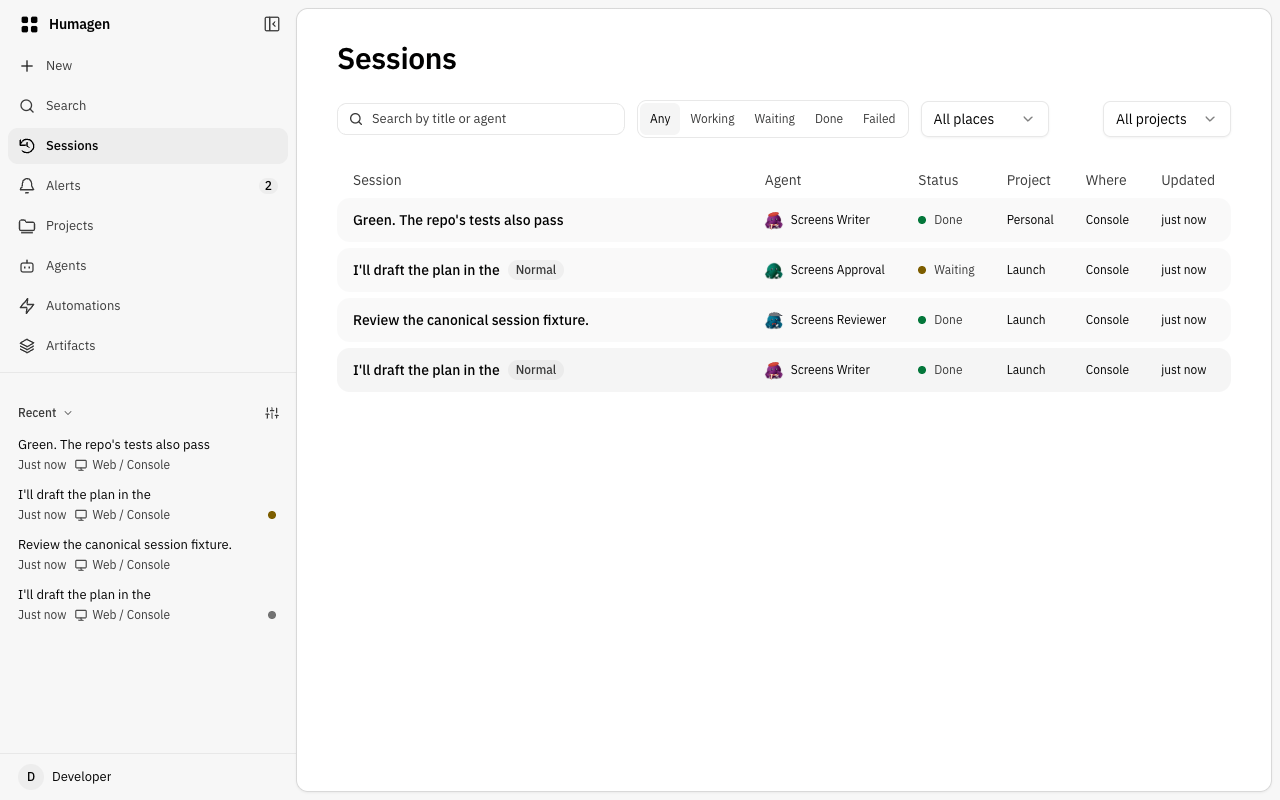 Humagen
New
Search
Sessions
Alerts 2
Projects
Agents
Automations
Artifacts
Recent
Green. The repo's tests also pass
Just now Web / Console
I'll draft the plan in the
Just now Web / Console
Review the canonical session fixture.
Just now Web / Console
I'll draft the plan in the
Just now Web / Console
D Developer
Sessions
Search by title or agent Any Working Waiting Done Failed All places All projects
Session Agent Status Project Where Updated
Green. The repo's tests also pass Screens Writer Done Personal Console just now
I'll draft the plan in the Normal Screens Approval Waiting Launch Console just now
Review the canonical session fixture. Screens Reviewer Done Launch Console just now
I'll draft the plan in the Normal Screens Writer Done Launch Console just now